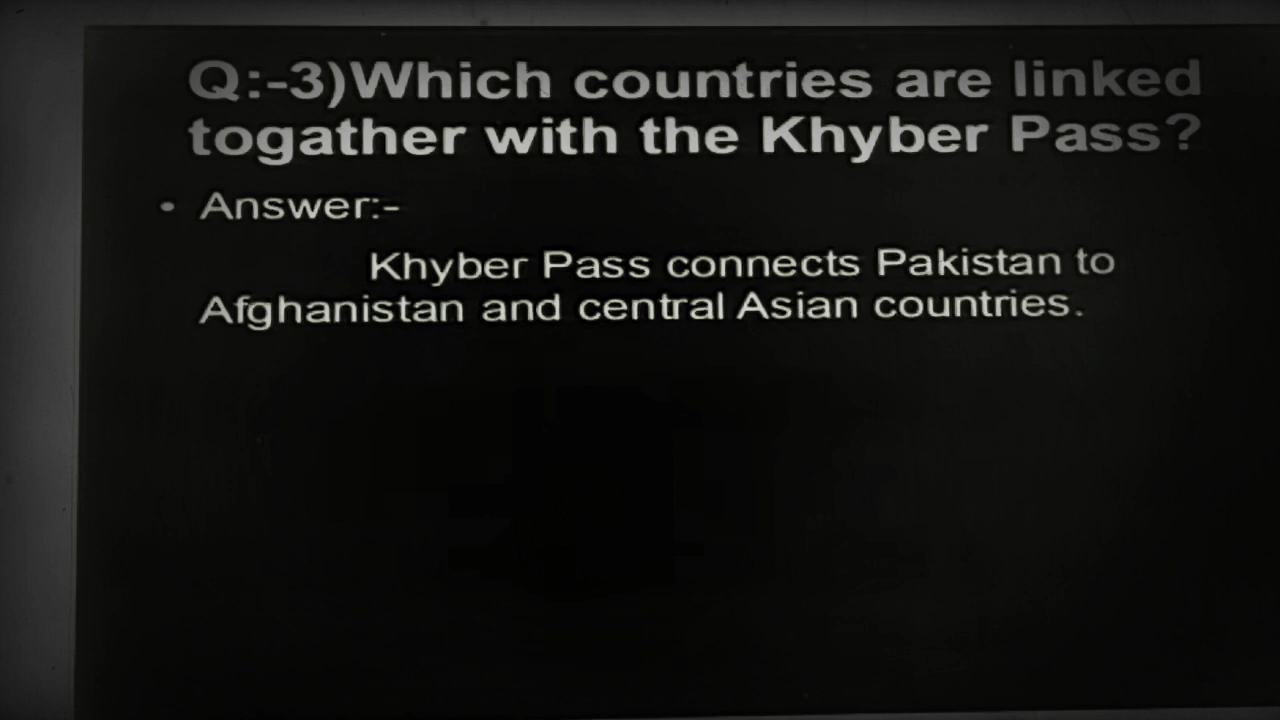 Q:-3)Which countries are linked
togather with the Khyber Pass?
• Answer:-
Khyber Pass connects Pakistan to
Afghanistan and central Asian countries.